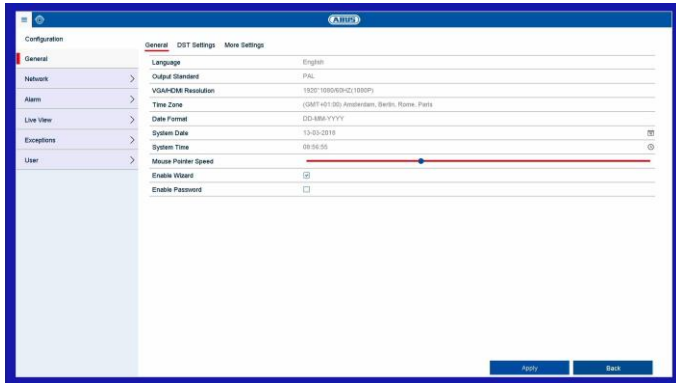 ABUS
Configuration
General
Network
Alarm
Live View
Exceptions
User
General DST Settings More Settings
Language English
Output Standard PAL
VGA/HDMI Resolution 1920*1080/60HZ(1080P)
Time Zone (GMT+01:00) Amsterdam, Berlin, Rome, Paris
Date Format DD-MM-YYYY
System Date 13-03-2018
System Time 08:56:55
Mouse Pointer Speed
Enable Wizard
Enable Password
Apply Back